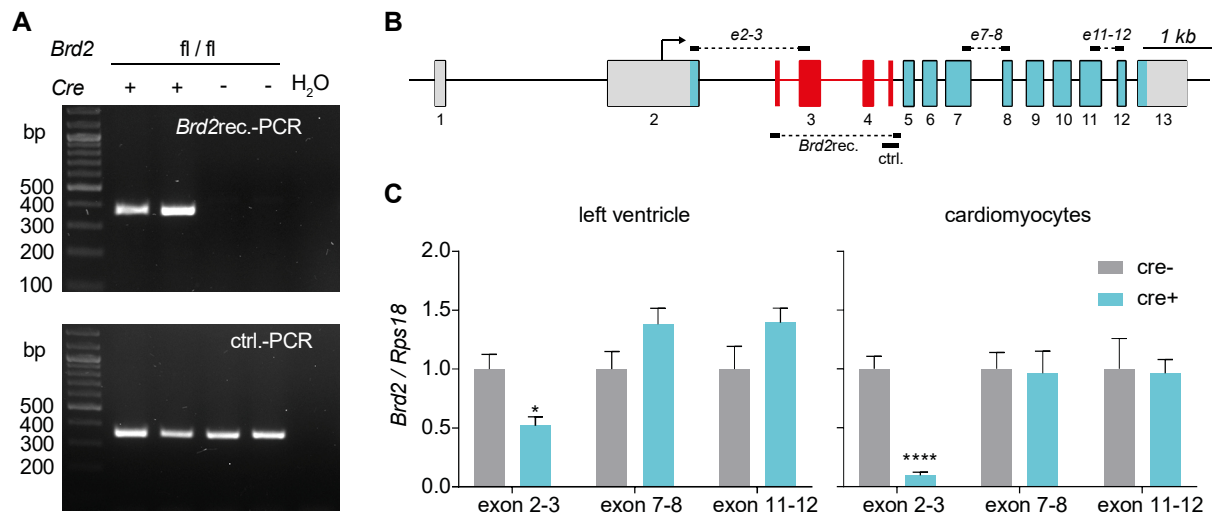 A
Brd2 fl / fl
Cre + + - - H₂O
bp Brd2rec.-PCR
500
400
300
200
100
bp ctrl.-PCR
500
400
300
200
B
e2-3 e7-8 e11-12 1 kb
1 2 3 4 5 6 7 8 9 10 11 12 13
Brd2rec.
ctrl.
C
left ventricle cardiomyocytes
Brd2 / Rps18
2.0
1.5
1.0
0.5
0.0
* ****
cre-
cre+
exon 2-3 exon 7-8 exon 11-12 exon 2-3 exon 7-8 exon 11-12